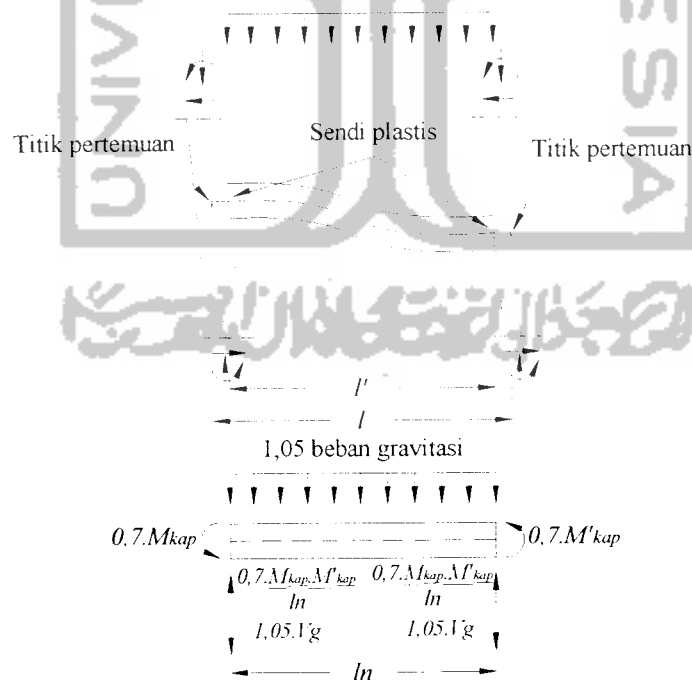 Sendi plastis
Titik pertemuan
Titik pertemuan
l'
l
1,05 beban gravitasi
0,7.Mkap
0,7.M'kap
0,7.Mkap.M'kap
ln
0,7.Mkap.M'kap
ln
1,05.Vg
1,05.Vg
ln